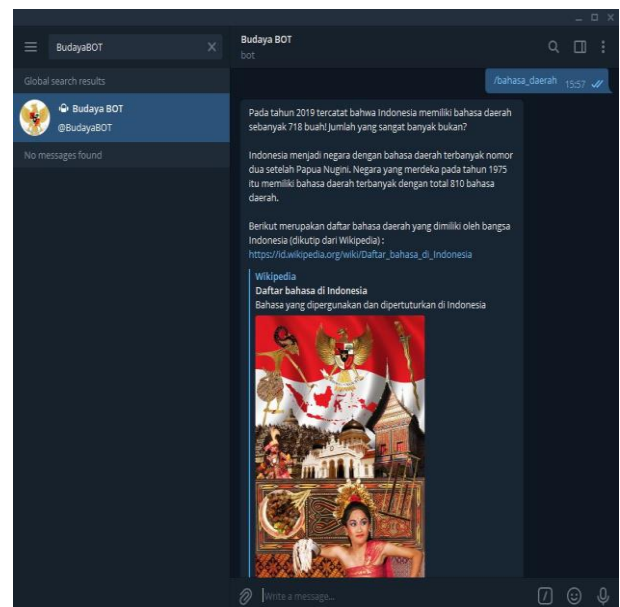 BudayaBOT
Global search results
Budaya BOT
@BudayaBOT
No messages found
Budaya BOT
bot
/bahasa_daerah 15:57
Pada tahun 2019 tercatat bahwa Indonesia memiliki bahasa daerah
sebanyak 718 buah! Jumlah yang sangat banyak bukan?
Indonesia menjadi negara dengan bahasa daerah terbanyak nomor
dua setelah Papua Nugini. Negara yang merdeka pada tahun 1975
itu memiliki bahasa daerah terbanyak dengan total 810 bahasa
daerah.
Berikut merupakan daftar bahasa daerah yang dimiliki oleh bangsa
Indonesia (dikutip dari Wikipedia) :
https://id.wikipedia.org/wiki/Daftar_bahasa_di_Indonesia
Wikipedia
Daftar bahasa di Indonesia
Bahasa yang dipergunakan dan dipertuturkan di Indonesia
Write a message...